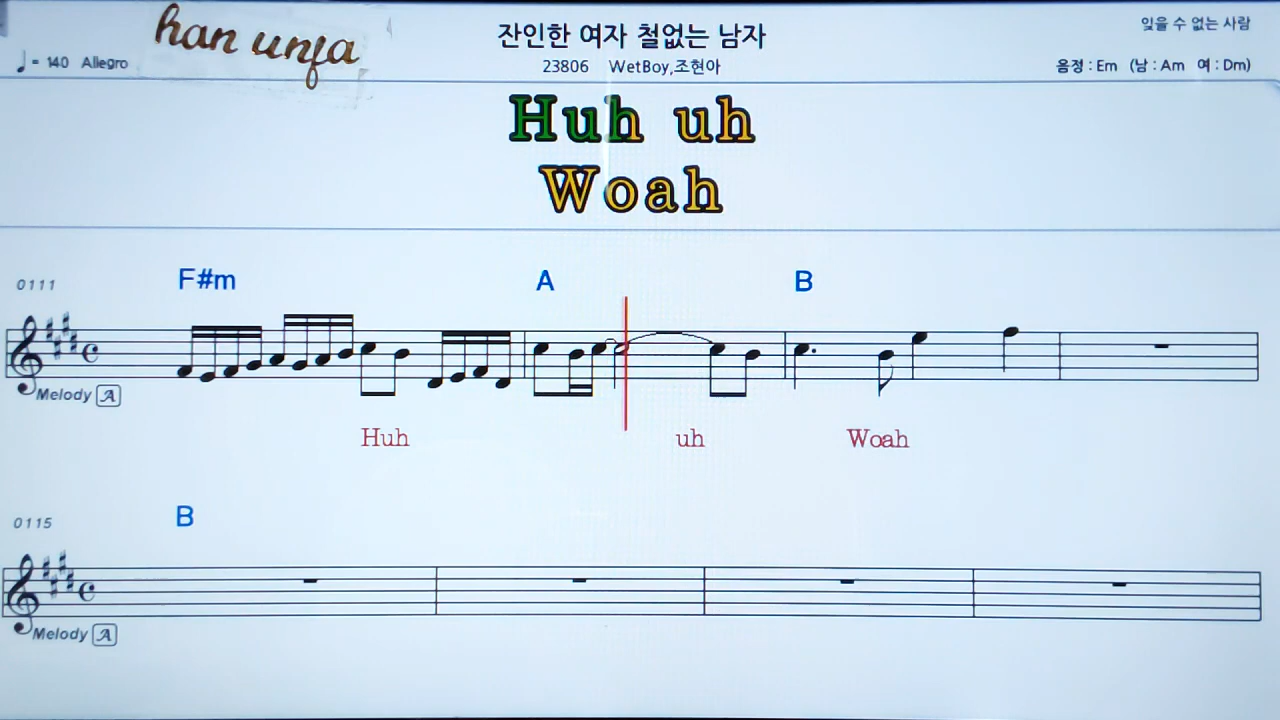 han unja
잔인한 여자 철없는 남자
잊을 수 없는 사람
♩= 140 Allegro
23806 WetBoy,조현아
음정 : Em (남 : Am 여 : Dm)
Huh uh
Woah
0111
F#m A B
Melody A
Huh uh Woah
0115
B
Melody A